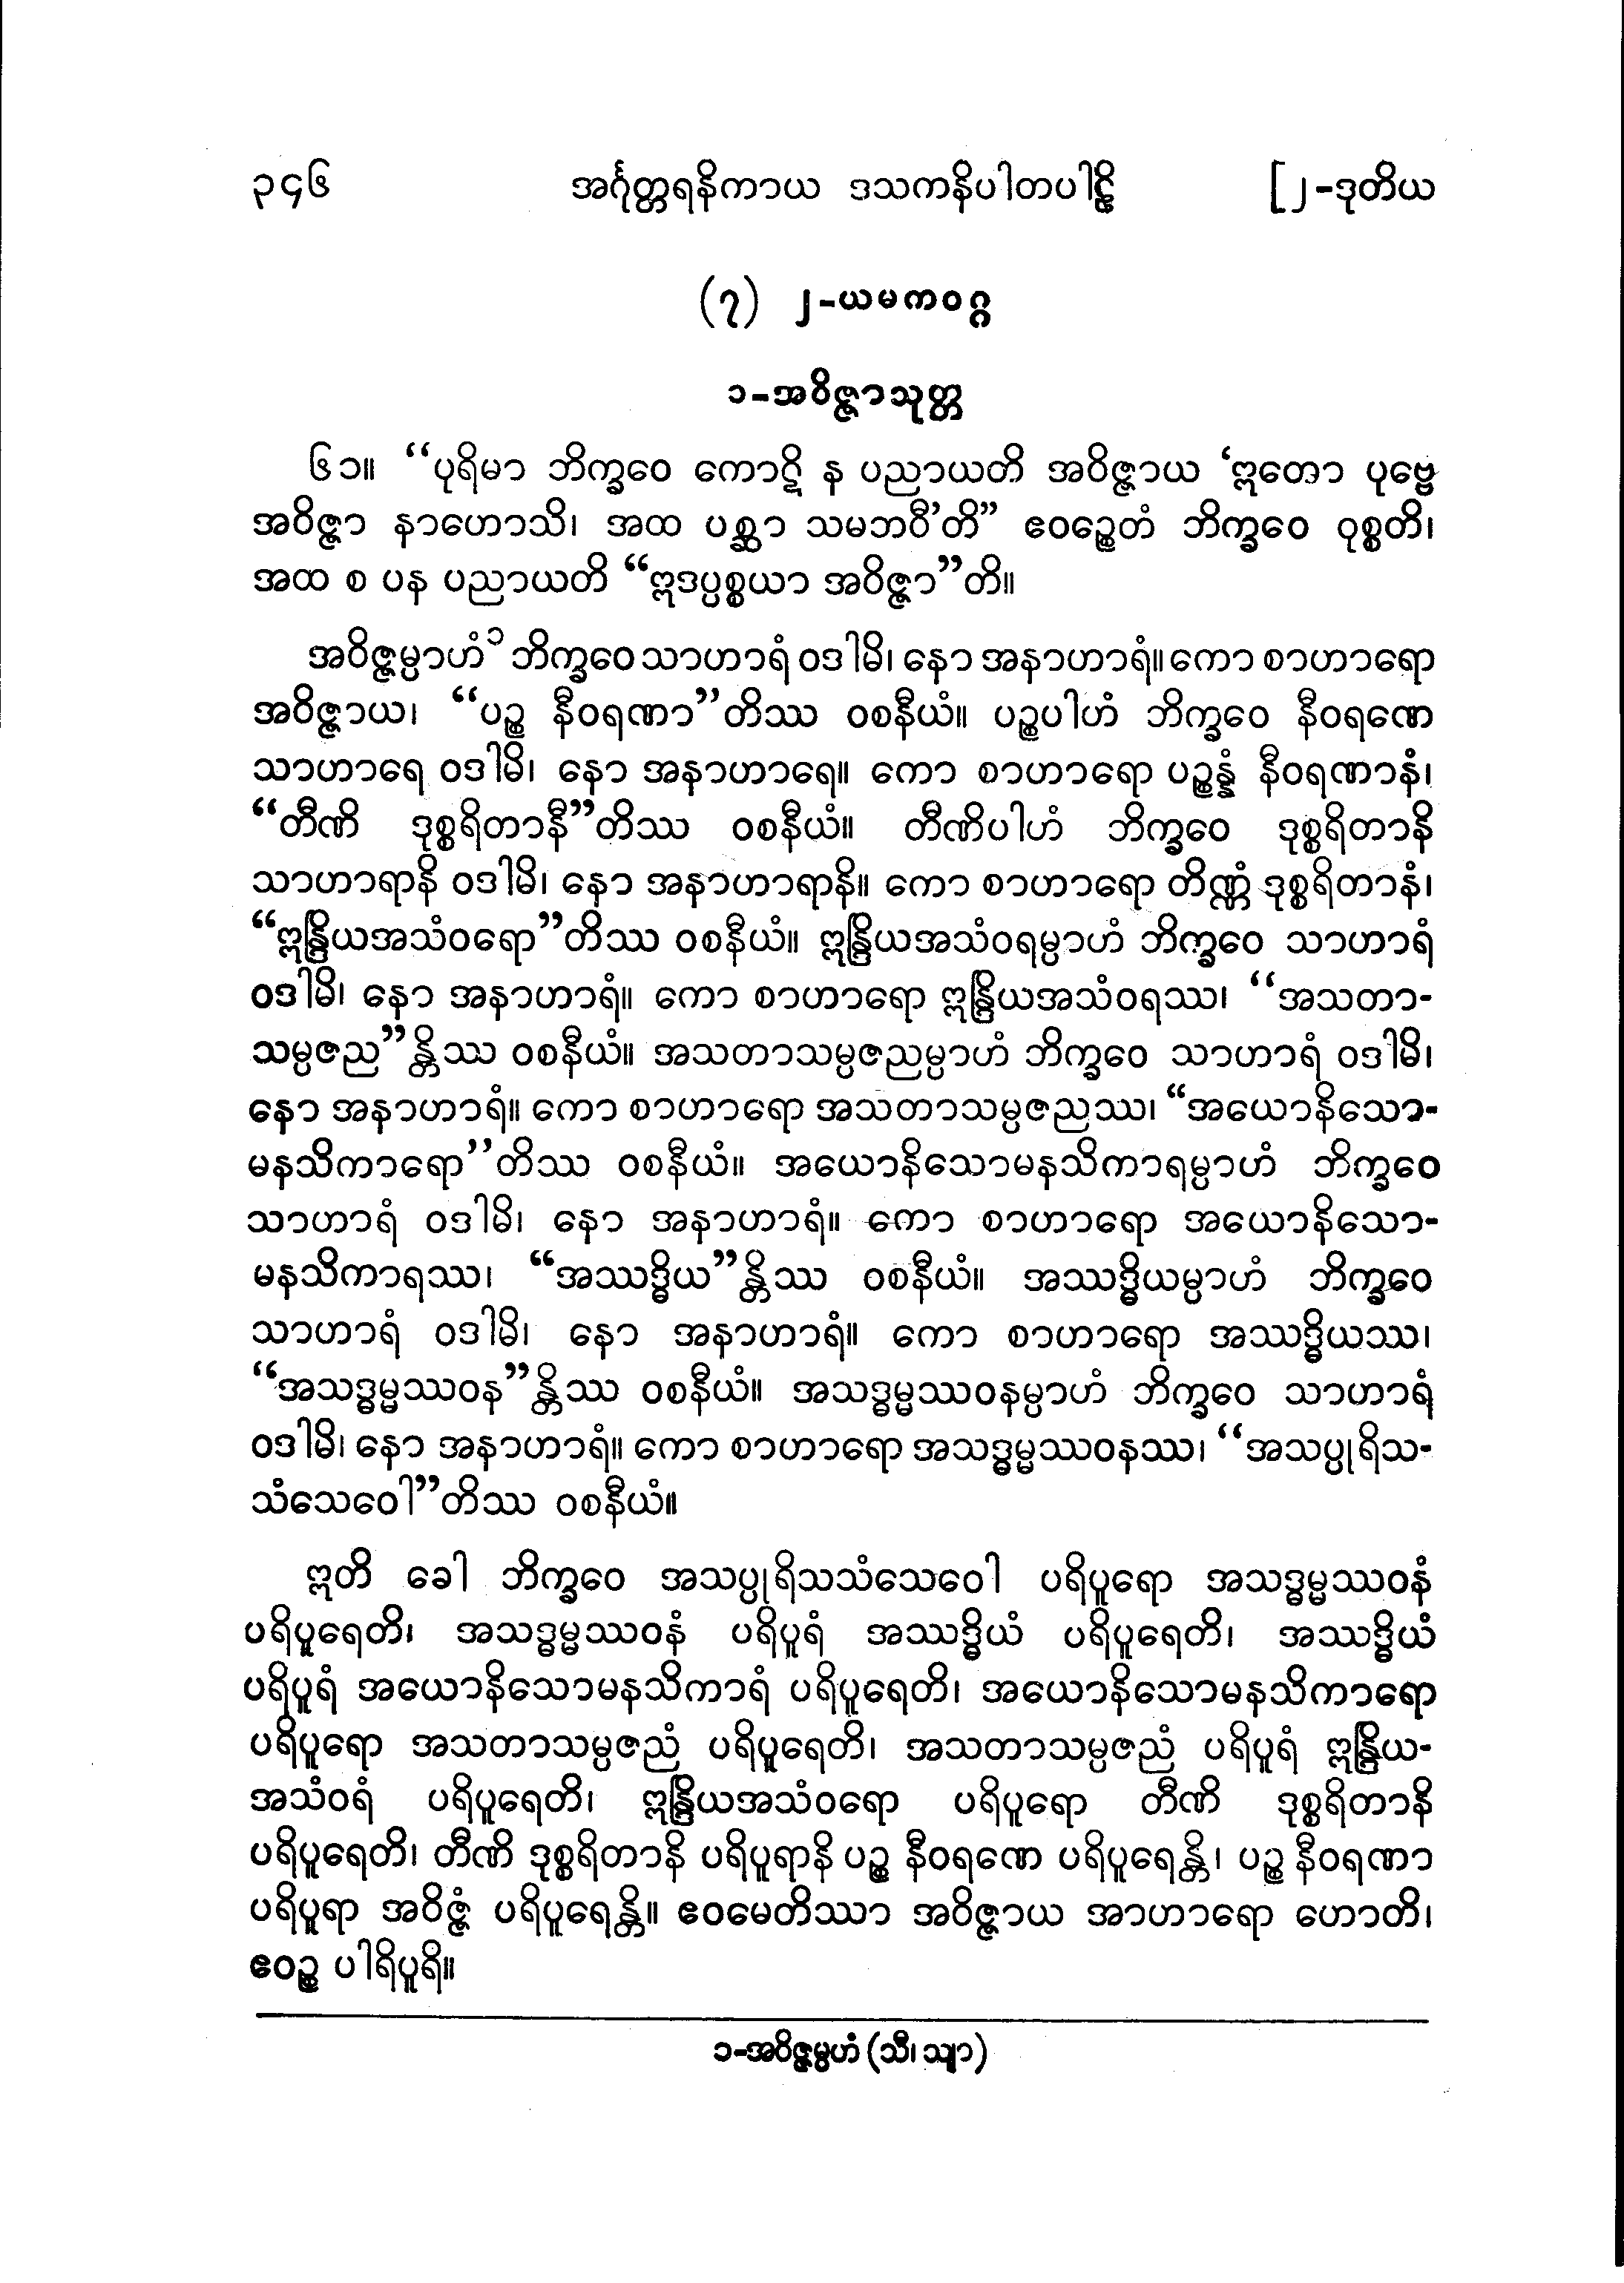 ၃၄၆ အင်္ဂုတ္တရနိကာယ ဒသကနိပါတပါဠိ [၂-ဒုတိယ
(၇) ၂-ယမကဝဂ္ဂ
၁-အဝိဇ္ဇာသုတ္တ
၆၁။ “ပုရိမာ ဘိက္ခဝေ ကောဋိ န ပညာယတိ အဝိဇ္ဇာယ ‘ဣတော ပုဗ္ဗေ
အဝိဇ္ဇာ နာဟောသိ၊ အထ ပစ္ဆာ သမဘဝီ’တိ” ဧဝဉ္စေတံ ဘိက္ခဝေ ဝုစ္စတိ၊
အထ စ ပန ပညာယတိ “ဣဒပ္ပစ္စယာ အဝိဇ္ဇာ”တိ။
အဝိဇ္ဇမ္ပာဟံ၁ ဘိက္ခဝေ သာဟာရံ ဝဒါမိ၊ နော အနာဟာရံ။ ကော စာဟာရော
အဝိဇ္ဇာယ၊ “ပဉ္စ နီဝရဏာ”တိဿ ဝစနီယံ။ ပဉ္စပါဟံ ဘိက္ခဝေ နီဝရဏေ
သာဟာရေ ဝဒါမိ၊ နော အနာဟာရေ။ ကော စာဟာရော ပဉ္စန္နံ နီဝရဏာနံ၊
“တီဏိ ဒုစ္စရိတာနီ”တိဿ ဝစနီယံ။ တီဏိပါဟံ ဘိက္ခဝေ ဒုစ္စရိတာနိ
သာဟာရာနိ ဝဒါမိ၊ နော အနာဟာရာနိ။ ကော စာဟာရော တိဏ္ဏံ ဒုစ္စရိတာနံ၊
“ဣန္ဒြိယအသံဝရော”တိဿ ဝစနီယံ။ ဣန္ဒြိယအသံဝရမ္ပာဟံ ဘိက္ခဝေ သာဟာရံ
ဝဒါမိ၊ နော အနာဟာရံ။ ကော စာဟာရော ဣန္ဒြိယအသံဝရဿ၊ “အသတာ-
သမ္ပဇည”န္တိဿ ဝစနီယံ။ အသတာသမ္ပဇညမ္ပာဟံ ဘိက္ခဝေ သာဟာရံ ဝဒါမိ၊
နော အနာဟာရံ။ ကော စာဟာရော အသတာသမ္ပဇညဿ၊ “အယောနိသော-
မနသိကာရော”တိဿ ဝစနီယံ။ အယောနိသောမနသိကာရမ္ပာဟံ ဘိက္ခဝေ
သာဟာရံ ဝဒါမိ၊ နော အနာဟာရံ။ ကော စာဟာရော အယောနိသော-
မနသိကာရဿ၊ “အဿဒ္ဓိယ”န္တိဿ ဝစနီယံ။ အဿဒ္ဓိယမ္ပာဟံ ဘိက္ခဝေ
သာဟာရံ ဝဒါမိ၊ နော အနာဟာရံ။ ကော စာဟာရော အဿဒ္ဓိယဿ၊
“အသဒ္ဓမ္မဿဝန”န္တိဿ ဝစနီယံ။ အသဒ္ဓမ္မဿဝနမ္ပာဟံ ဘိက္ခဝေ သာဟာရံ
ဝဒါမိ၊ နော အနာဟာရံ။ ကော စာဟာရော အသဒ္ဓမ္မဿဝနဿ၊ “အသပ္ပုရိသ-
သံသေဝေါ”တိဿ ဝစနီယံ။
ဣတိ ခေါ ဘိက္ခဝေ အသပ္ပုရိသသံသေဝေါ ပရိပူရော အသဒ္ဓမ္မဿဝနံ
ပရိပူရေတိ၊ အသဒ္ဓမ္မဿဝနံ ပရိပူရံ အဿဒ္ဓိယံ ပရိပူရေတိ၊ အဿဒ္ဓိယံ
ပရိပူရံ အယောနိသောမနသိကာရံ ပရိပူရေတိ၊ အယောနိသောမနသိကာရော
ပရိပူရော အသတာသမ္ပဇညံ ပရိပူရေတိ၊ အသတာသမ္ပဇညံ ပရိပူရံ ဣန္ဒြိယ-
အသံဝရံ ပရိပူရေတိ၊ ဣန္ဒြိယအသံဝရော ပရိပူရော တီဏိ ဒုစ္စရိတာနိ
ပရိပူရေတိ၊ တီဏိ ဒုစ္စရိတာနိ ပရိပူရာနိ ပဉ္စ နီဝရဏေ ပရိပူရေန္တိ၊ ပဉ္စ နီဝရဏာ
ပရိပူရာ အဝိဇ္ဇံ ပရိပူရေန္တိ။ ဧဝမေတိဿာ အဝိဇ္ဇာယ အာဟာရော ဟောတိ၊
ဧဝဉ္စ ပါရိပူရိ။
၁-အဝိဇ္ဇမ္ပဟံ (သီ၊ သျာ)